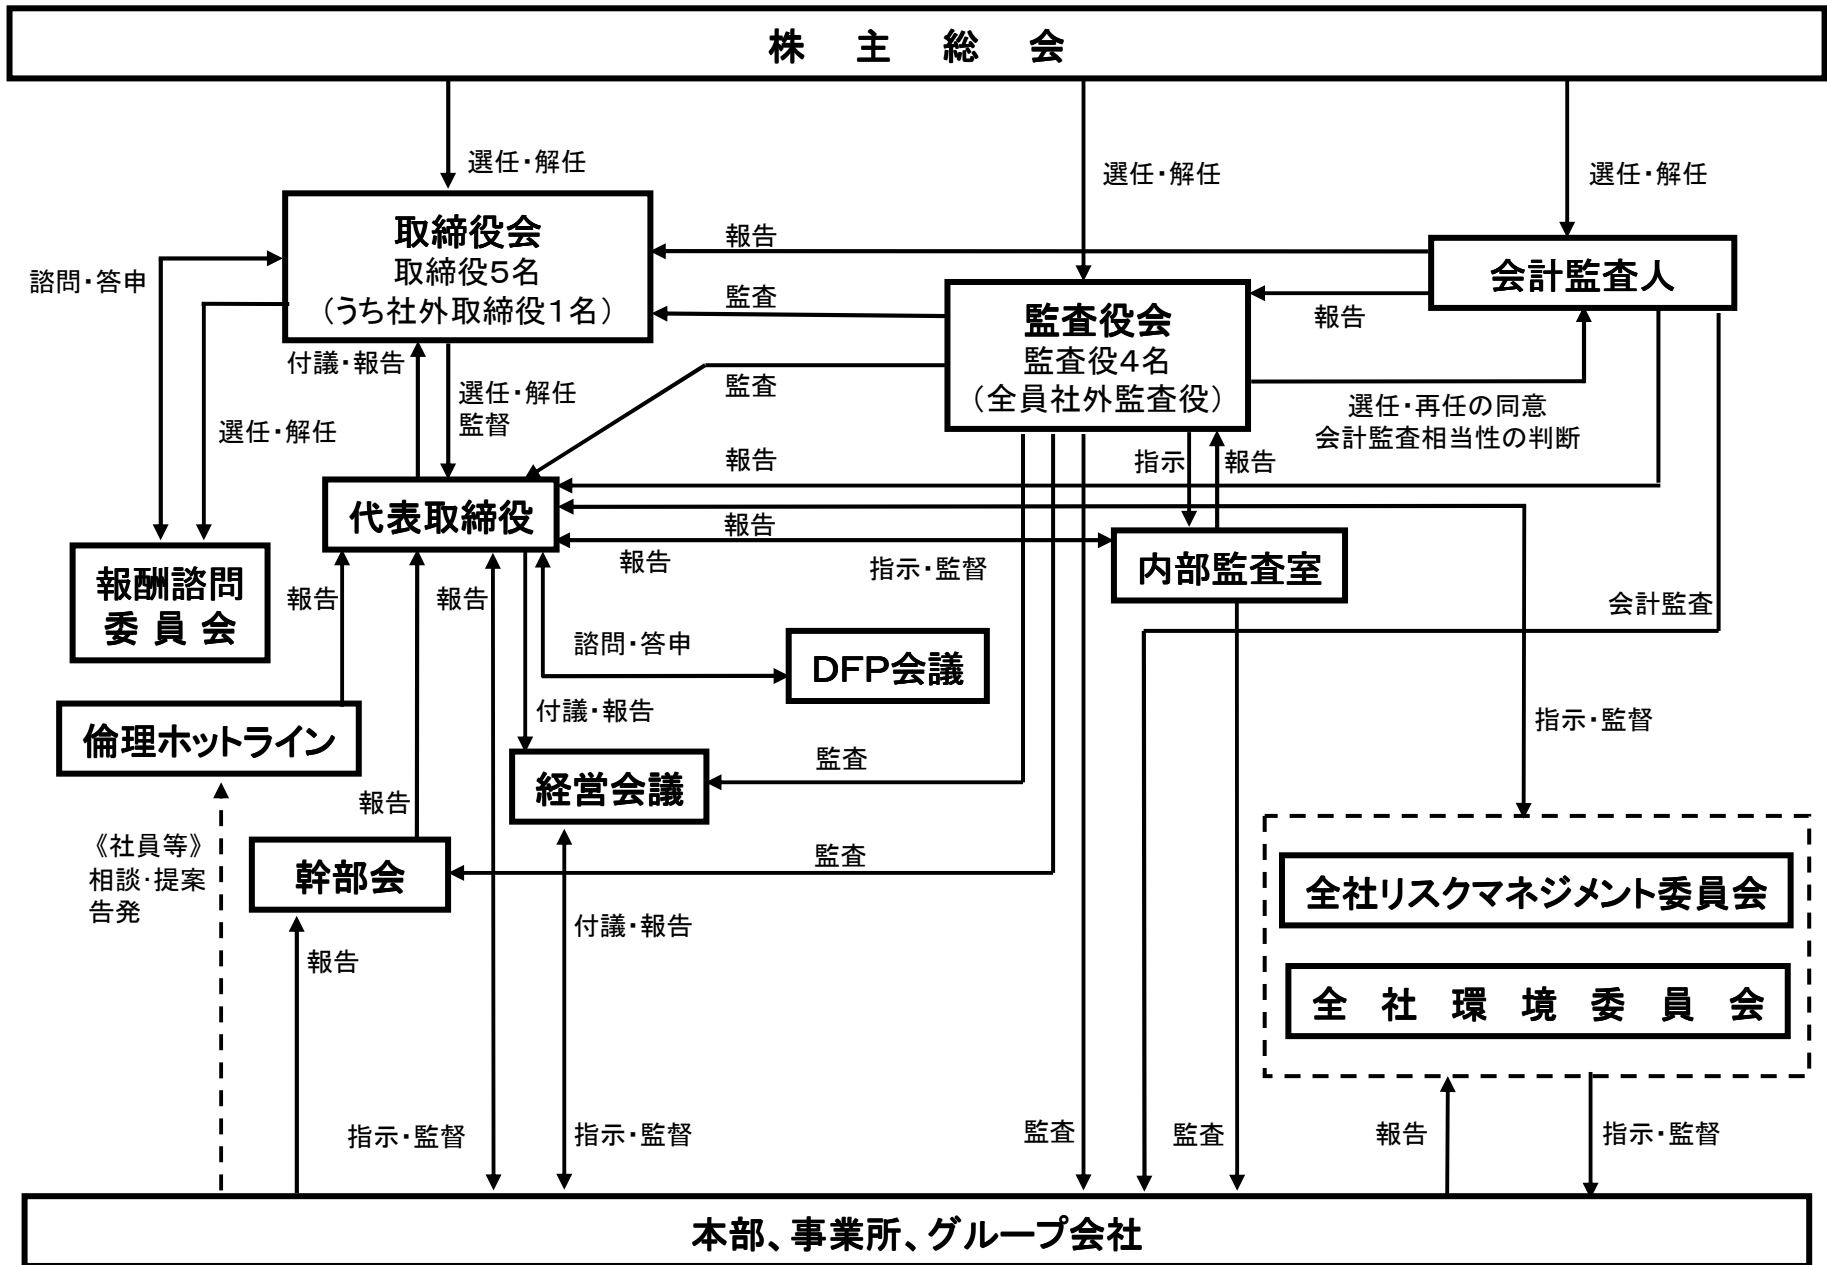 株 主 総 会
選任・解任
選任・解任
選任・解任
取締役会
取締役5名
（うち社外取締役1名）
報告
会計監査人
諮問・答申
監査
監査役会
監査役4名
（全員社外監査役）
報告
付議・報告
選任・解任
監督
監査
選任・再任の同意
会計監査相当性の判断
選任・解任
報告
指示
報告
代表取締役
報告
報告
指示・監督
内部監査室
報酬諮問
委 員 会
報告
報告
会計監査
諮問・答申
DFP会議
倫理ホットライン
付議・報告
指示・監督
監査
経営会議
報告
《社員等》
相談・提案
告発
幹部会
監査
全社リスクマネジメント委員会
付議・報告
報告
全 社 環 境 委 員 会
指示・監督
指示・監督
監査
監査
報告
指示・監督
本部、事業所、グループ会社